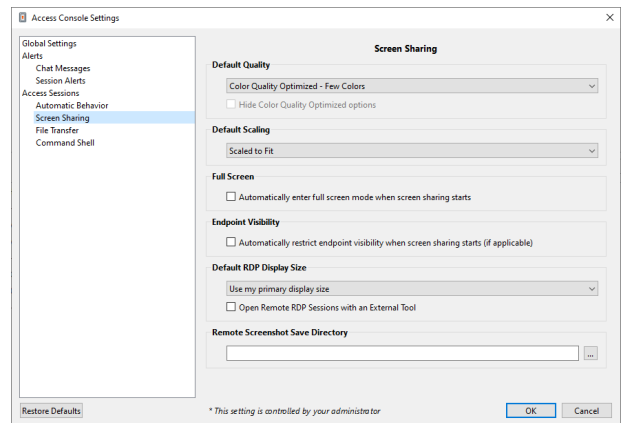 Access Console Settings
Global Settings
Alerts
Chat Messages
Session Alerts
Access Sessions
Automatic Behavior
Screen Sharing
File Transfer
Command Shell
Screen Sharing
Default Quality
Color Quality Optimized - Few Colors
Hide Color Quality Optimized options
Default Scaling
Scaled to Fit
Full Screen
Automatically enter full screen mode when screen sharing starts
Endpoint Visibility
Automatically restrict endpoint visibility when screen sharing starts (if applicable)
Default RDP Display Size
Use my primary display size
Open Remote RDP Sessions with an External Tool
Remote Screenshot Save Directory
...
Restore Defaults
* This setting is controlled by your administrator
OK
Cancel